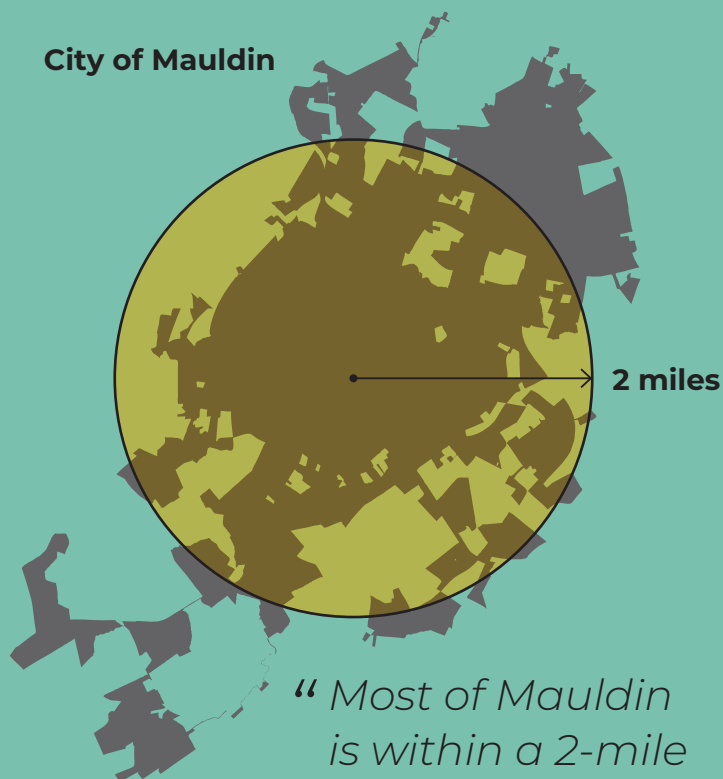 City of Mauldin
2 miles
“ Most of Mauldin
is within a 2-mile